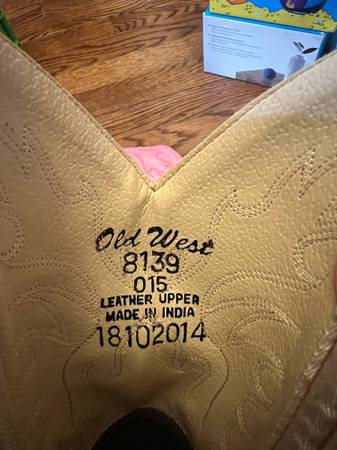 Old West
8139
015
LEATHER UPPER
MADE IN INDIA
18102014